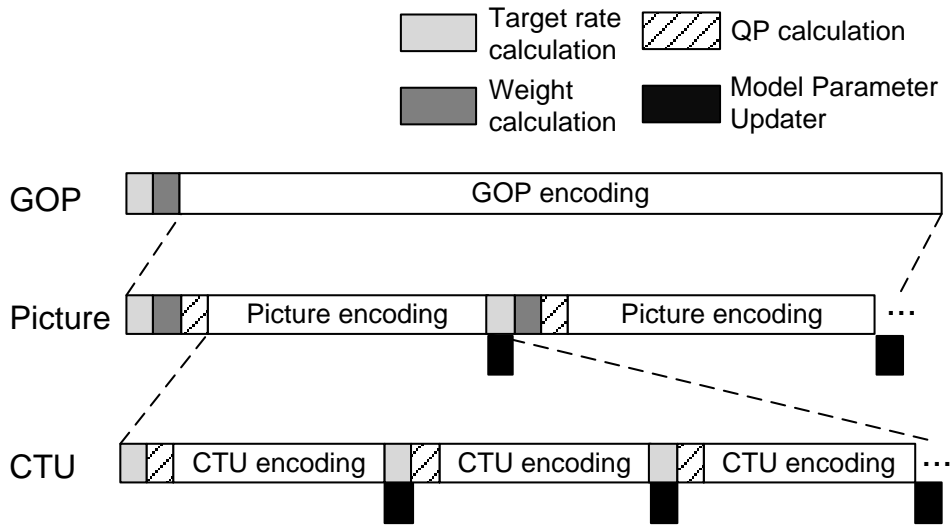 Target rate
calculation
QP calculation
Weight
calculation
Model Parameter
Updater
GOP
GOP encoding
Picture
Picture encoding
Picture encoding
...
CTU
CTU encoding
CTU encoding
CTU encoding
...